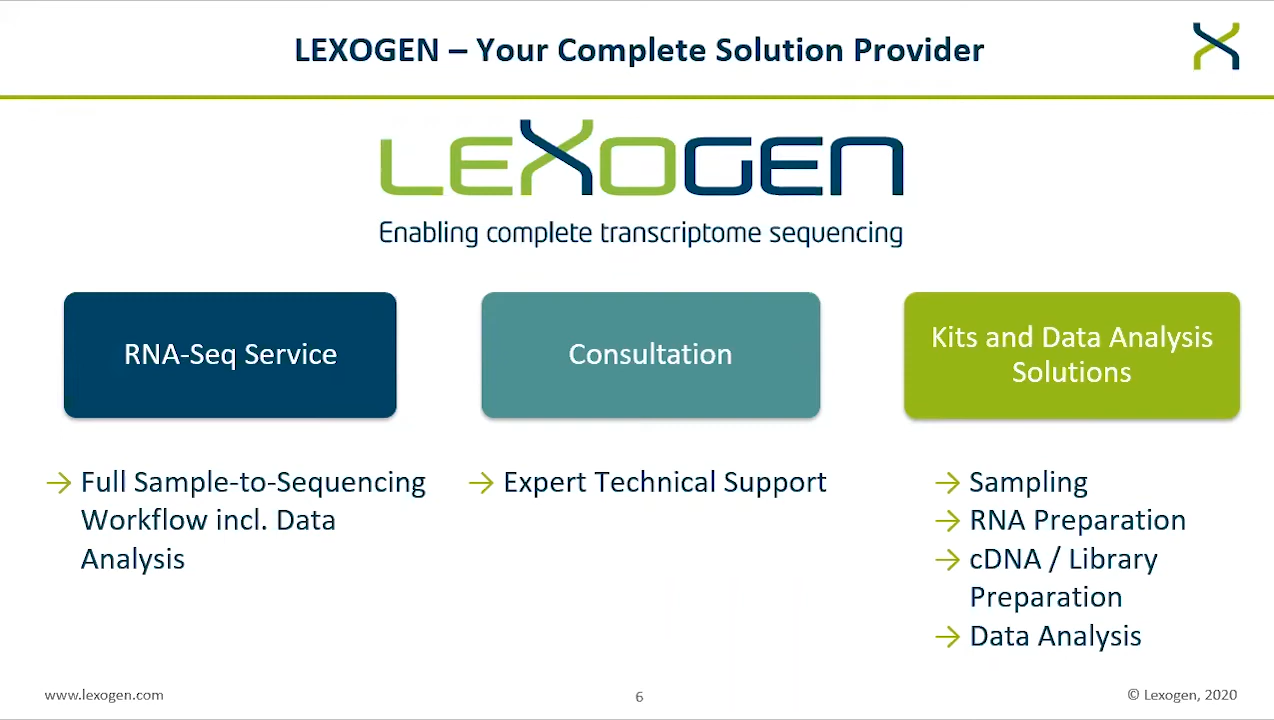 LEXOGEN – Your Complete Solution Provider
LEXOGEN
Enabling complete transcriptome sequencing
RNA-Seq Service
Consultation
Kits and Data Analysis
Solutions
→ Full Sample-to-Sequencing
Workflow incl. Data
Analysis
→ Expert Technical Support
→ Sampling
→ RNA Preparation
→ cDNA / Library
Preparation
→ Data Analysis
www.lexogen.com
6
© Lexogen, 2020